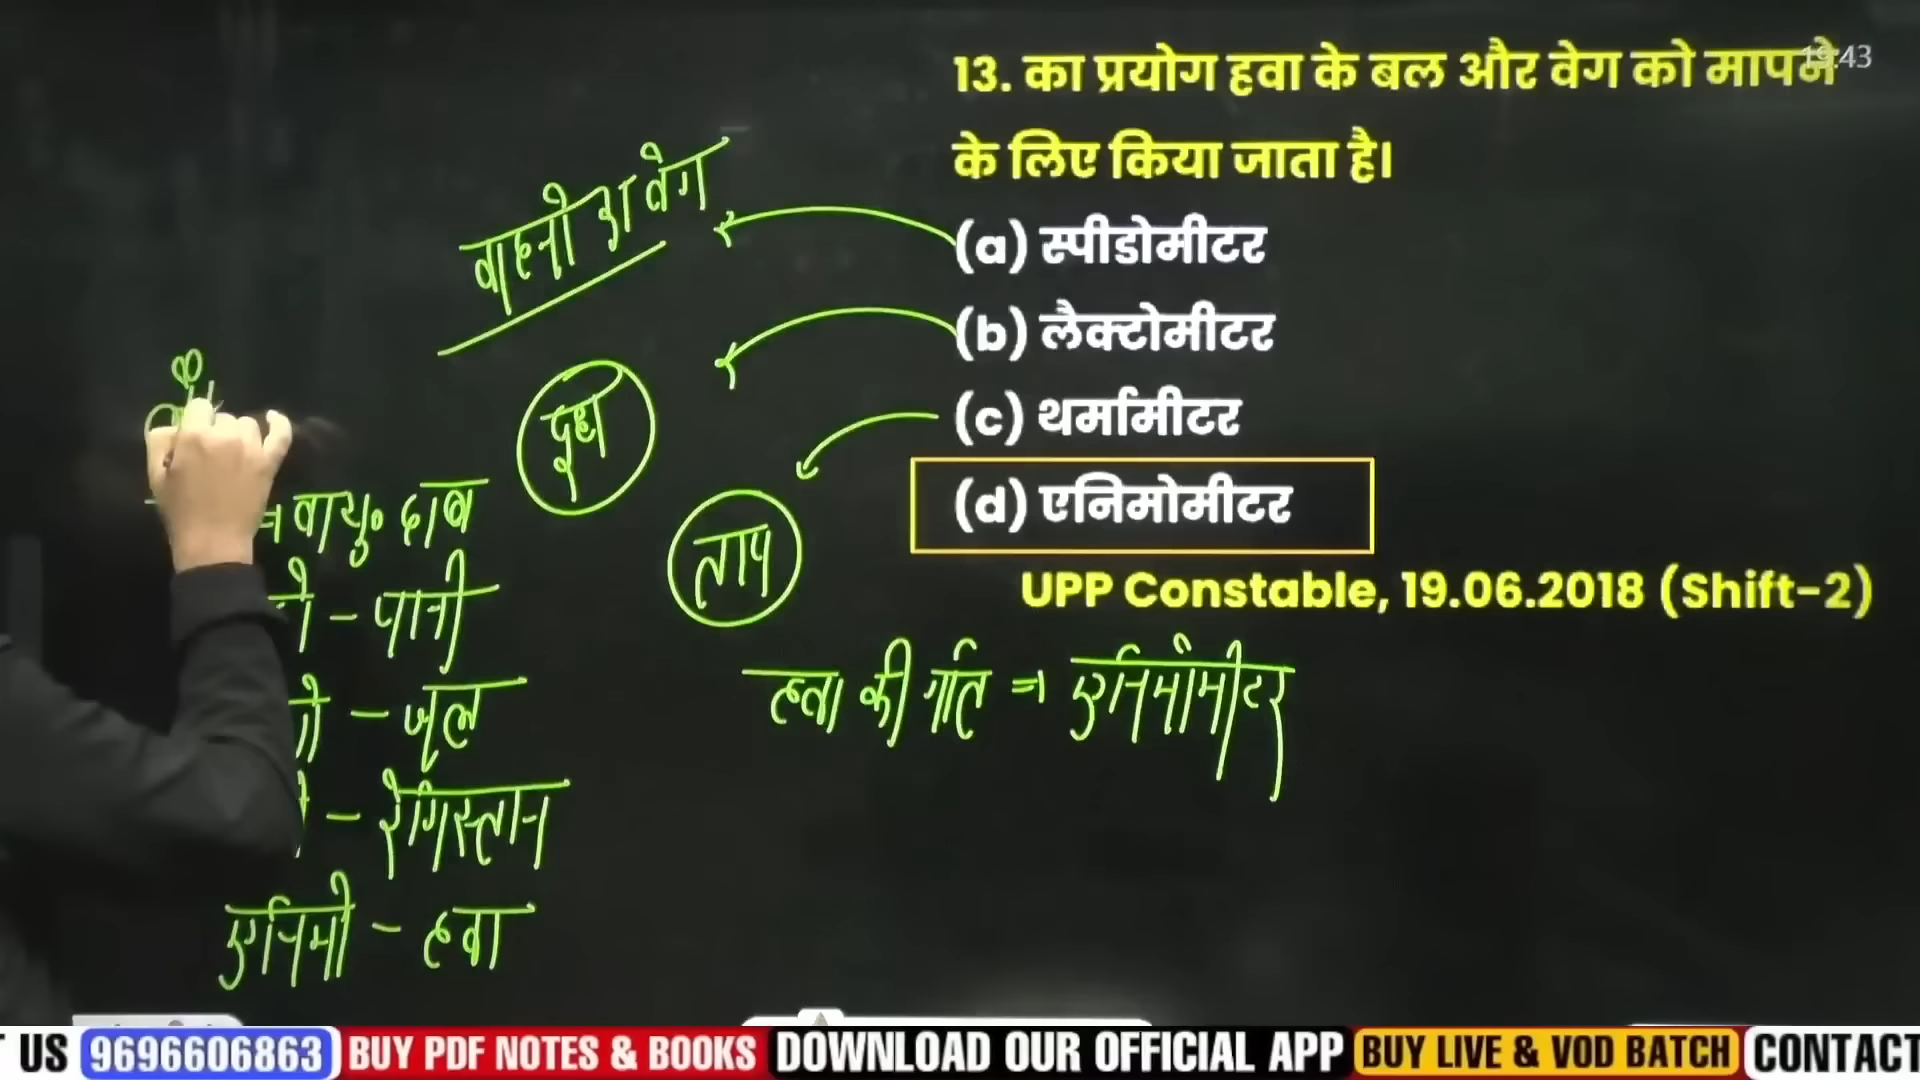 13. का प्रयोग हवा के बल और वेग को मापने
19:43
के लिए किया जाता है।
(a) स्पीडोमीटर
(b) लैक्टोमीटर
(c) थर्मामीटर
(d) एनिमोमीटर
UPP Constable, 19.06.2018 (Shift-2)
वाहनो का वेग
दूध
ताप
हवा की गति ⇒ एनिमोमीटर
वायु० दाब
- पानी
- फूल
- रेगिस्तान
एनिमो - हवा
US 9696606863 BUY PDF NOTES & BOOKS DOWNLOAD OUR OFFICIAL APP BUY LIVE & VOD BATCH CONTACT